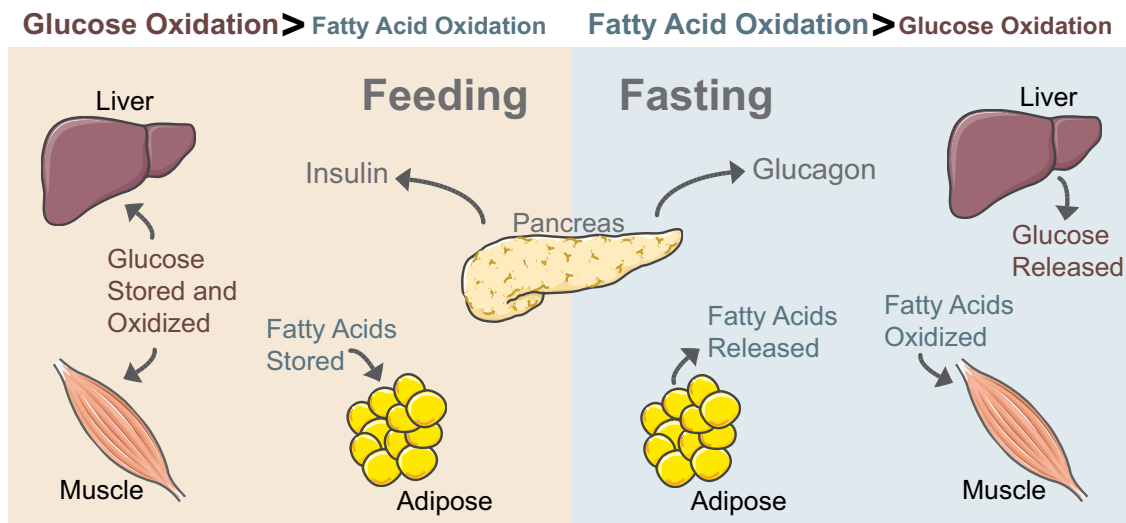 Glucose Oxidation > Fatty Acid Oxidation
Fatty Acid Oxidation > Glucose Oxidation
Feeding
Fasting
Liver
Insulin
Pancreas
Glucagon
Liver
Glucose
Stored and
Oxidized
Glucose
Released
Fatty Acids
Stored
Fatty Acids
Released
Fatty Acids
Oxidized
Muscle
Adipose
Adipose
Muscle